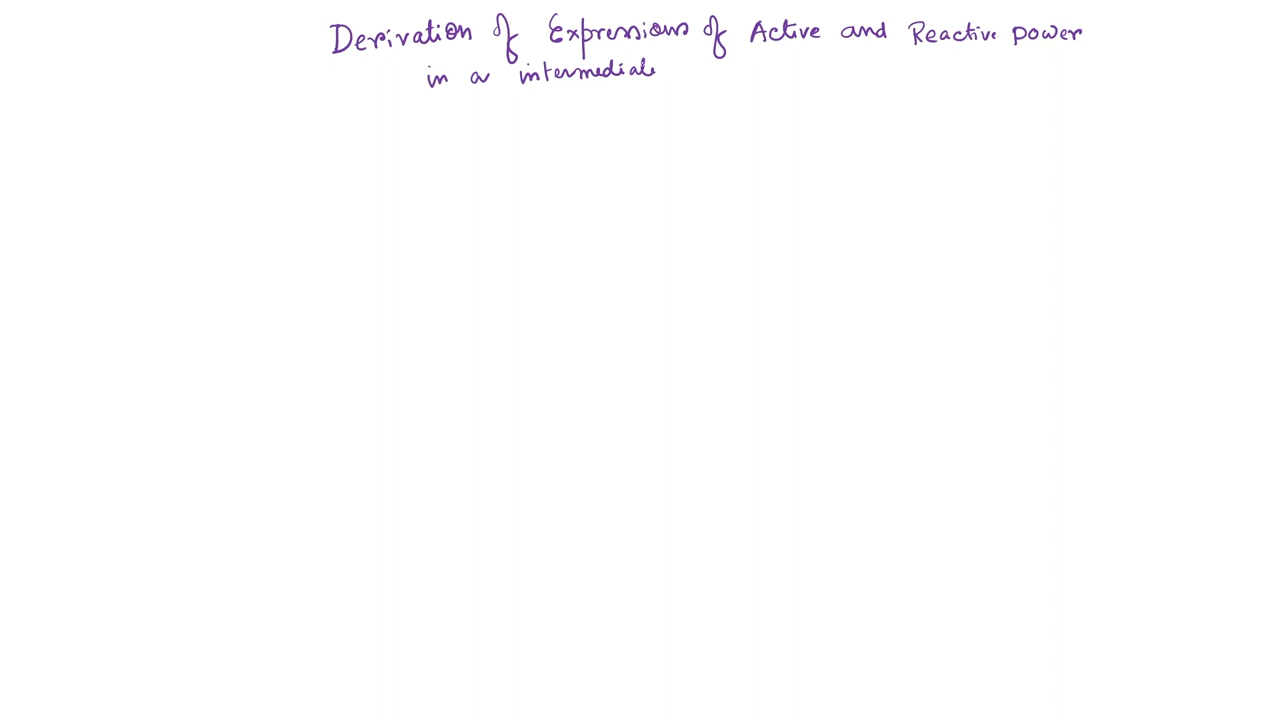 Derivation of Expressions of Active and Reactive power
in a intermediate